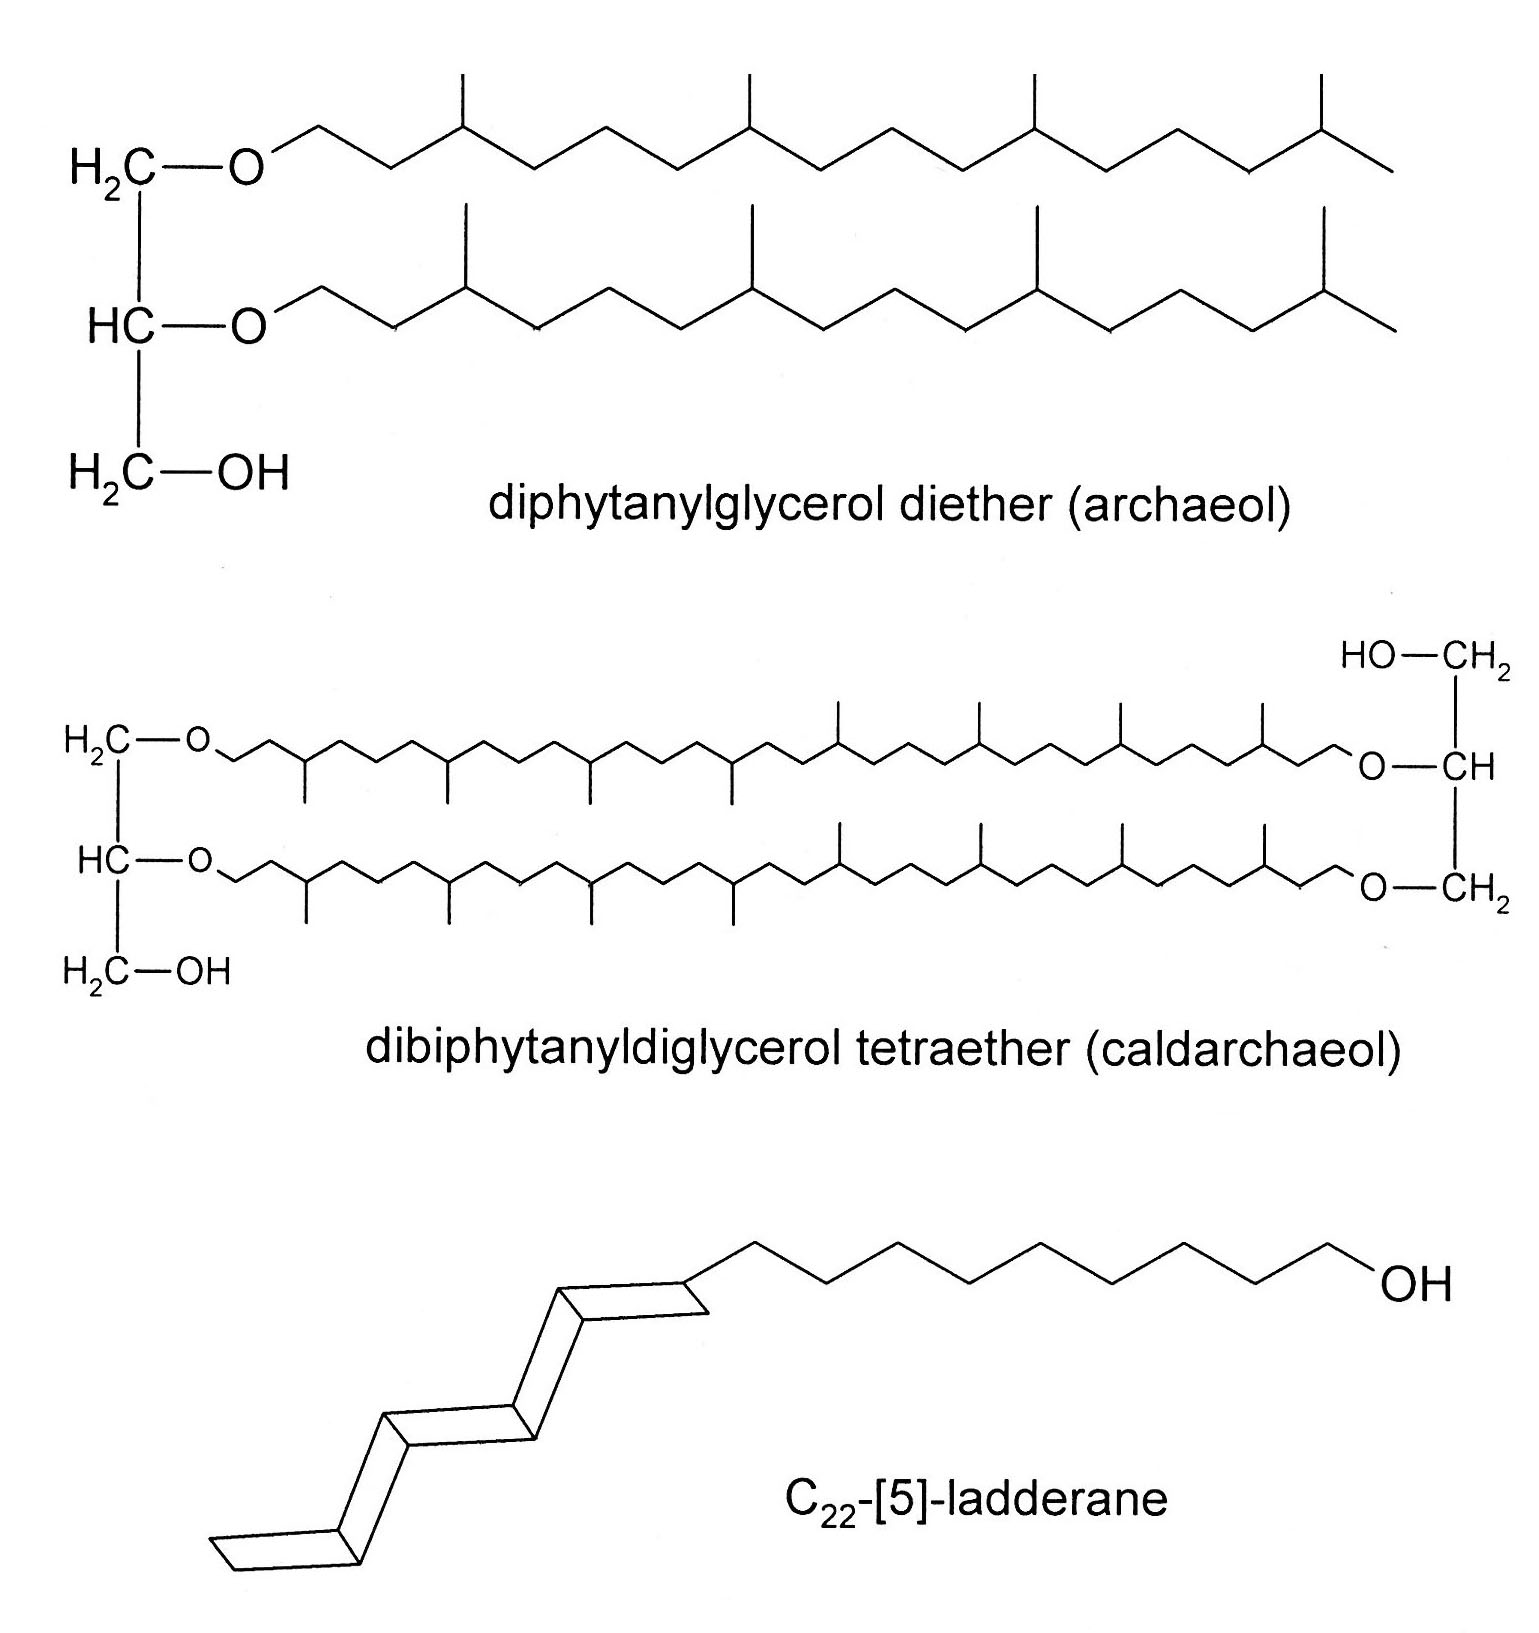 H₂C—O
HC—O
H₂C—OH
diphytanylglycerol diether (archaeol)
HO—CH₂
H₂C—O
O—CH
HC—O
O—CH₂
H₂C—OH
dibiphytanyldiglycerol tetraether (caldarchaeol)
OH
C₂₂-[5]-ladderane